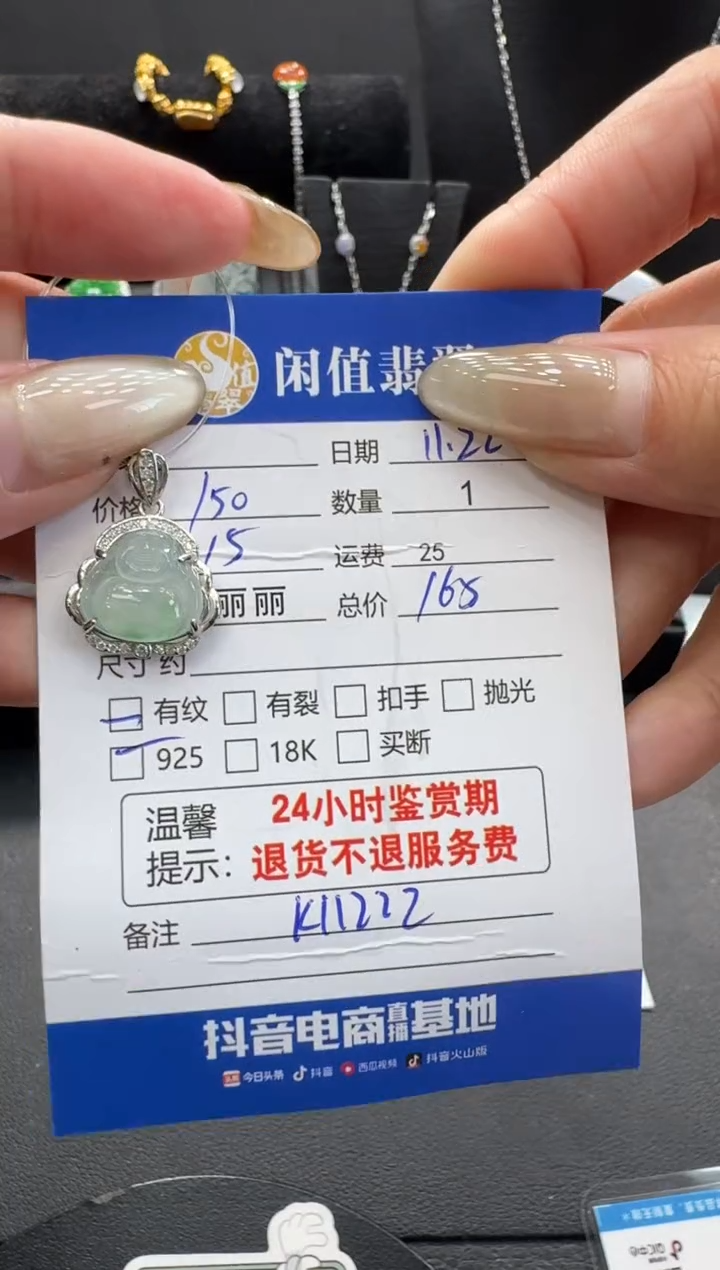 闲值翡翠
日期 11.22
价格 150 数量 1
15 运费 25
丽丽 总价 165
尺寸 约
有纹 有裂 扣手 抛光
925 18K 买断
温馨提示: 24小时鉴赏期
退货不退服务费
备注 K11222
抖音电商直播基地
今日头条 抖音 西瓜视频 抖音火山版